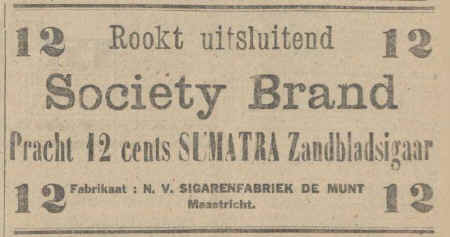 12 Rookt uitsluitend 12
Society Brand
Pracht 12 cents SUMATRA Zandbladsigaar
12 Fabrikaat : N. V. SIGARENFABRIEK DE MUNT 12
Maastricht.